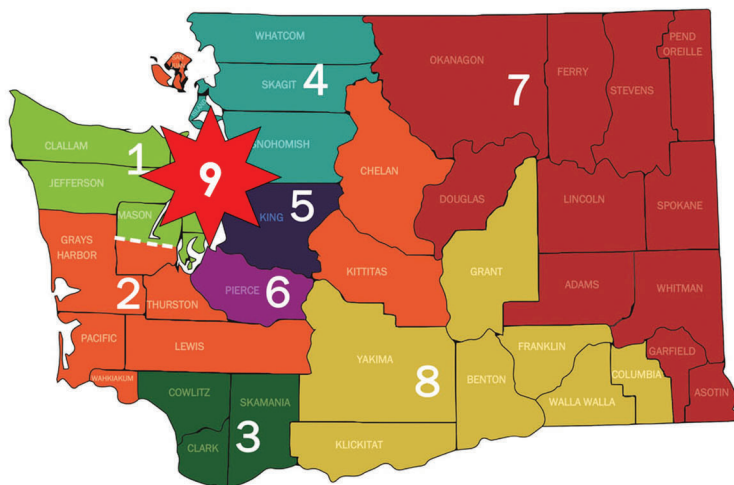 WHATCOM
PEND
OREILLE
OKANAGON
FERRY
SKAGIT
4
7
STEVENS
CLALLAM
1
SNOHOMISH
9
CHELAN
JEFFERSON
DOUGLAS
LINCOLN
SPOKANE
MASON
KING
5
GRAYS
HARBOR
KITTITAS
GRANT
ADAMS
WHITMAN
2
THURSTON
PIERCE
6
PACIFIC
LEWIS
YAKIMA
FRANKLIN
GARFIELD
WAHKIAKUM
8
BENTON
COLUMBIA
COWLITZ
SKAMANIA
WALLA WALLA
ASOTIN
3
CLARK
KLICKITAT